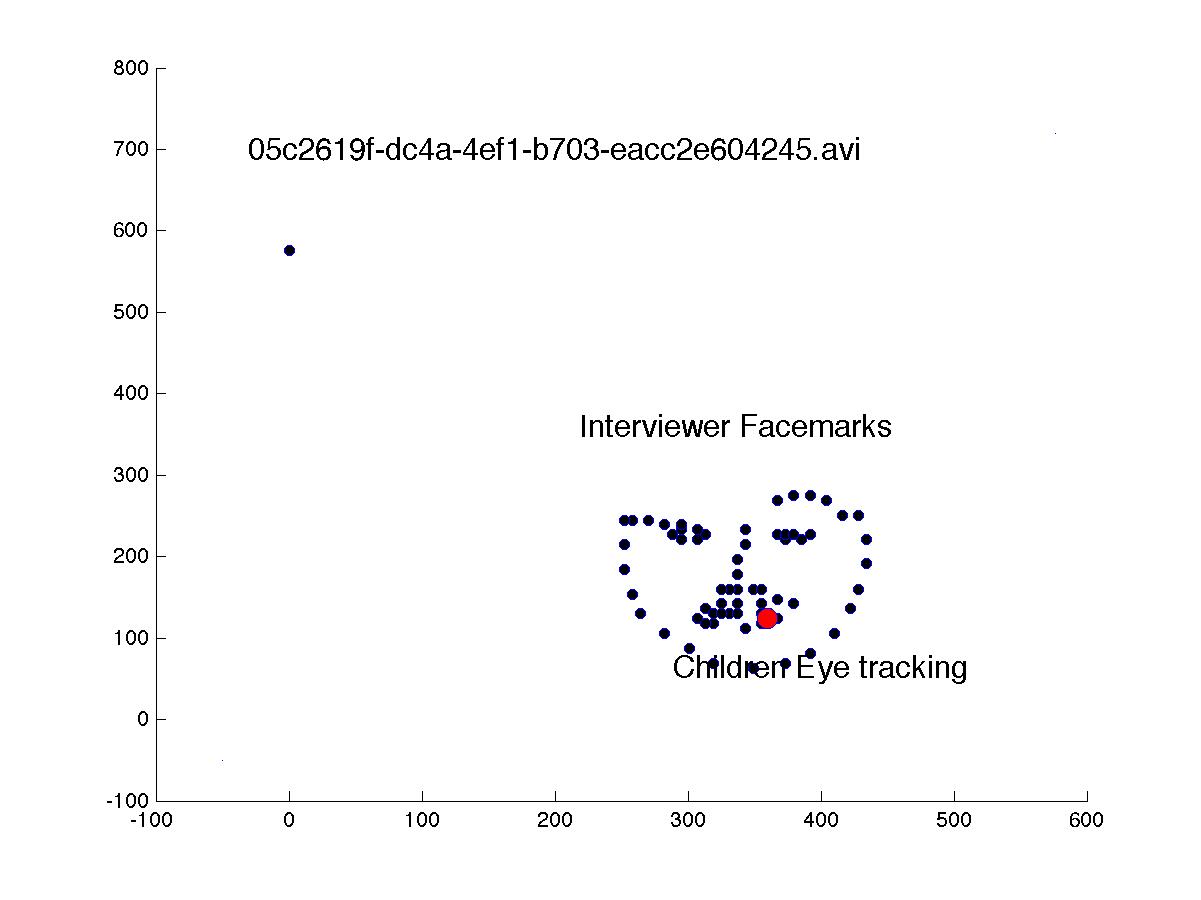 800
700
05c2619f-dc4a-4ef1-b703-eacc2e604245.avi
600
500
400
Interviewer Facemarks
300
200
100
Children Eye tracking
0
-100
-100 0 100 200 300 400 500 600